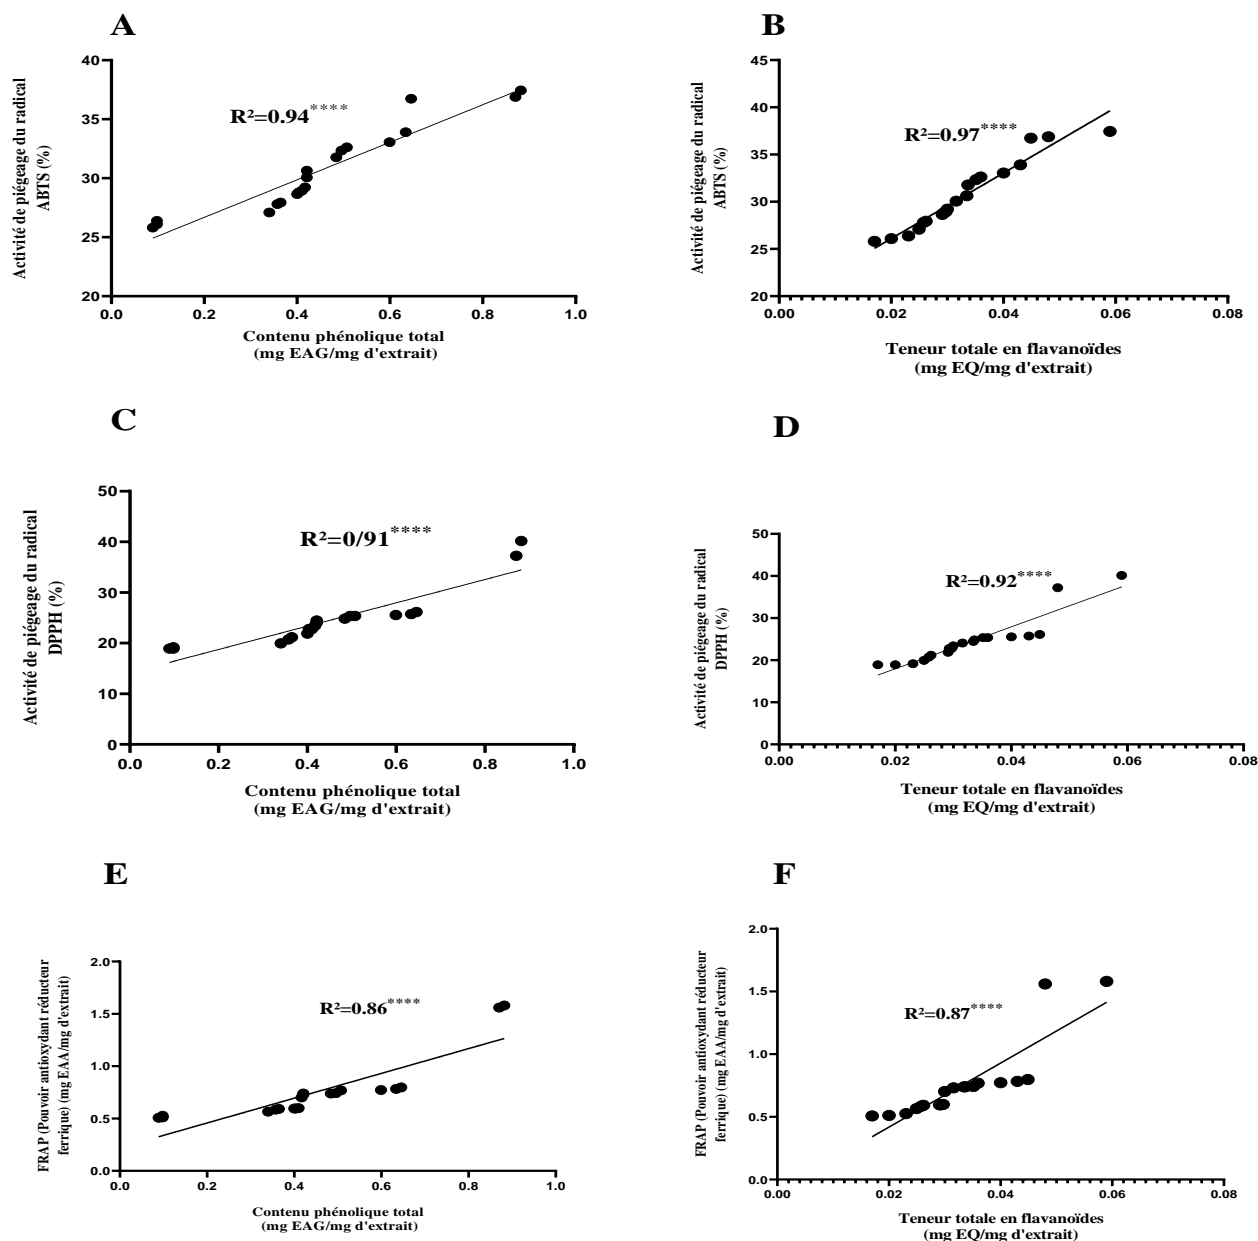 A
Activité de piégeage du radical
ABTS (%)
40
35
30
25
20
R²=0.94****
0.0 0.2 0.4 0.6 0.8 1.0
Contenu phénolique total
(mg EAG/mg d'extrait)
B
Activité de piégeage du radical
ABTS (%)
45
40
35
30
25
20
R²=0.97****
0.00 0.02 0.04 0.06 0.08
Teneur totale en flavanoïdes
(mg EQ/mg d'extrait)
C
Activité de piégeage du radical
DPPH (%)
50
40
30
20
10
0
R²=0/91****
0.0 0.2 0.4 0.6 0.8 1.0
Contenu phénolique total
(mg EAG/mg d'extrait)
D
Activité de piégeage du radical
DPPH (%)
50
40
30
20
10
0
R²=0.92****
0.00 0.02 0.04 0.06 0.08
Teneur totale en flavanoïdes
(mg EQ/mg d'extrait)
E
FRAP (Pouvoir antioxydant réducteur
ferrique) (mg EAA/mg d'extrait)
2.0
1.5
1.0
0.5
0.0
R²=0.86****
0.0 0.2 0.4 0.6 0.8 1.0
Contenu phénolique total
(mg EAG/mg d'extrait)
F
FRAP (Pouvoir antioxydant réducteur
ferrique) (mg EAA/mg d'extrait)
2.0
1.5
1.0
0.5
0.0
R²=0.87****
0.00 0.02 0.04 0.06 0.08
Teneur totale en flavanoïdes
(mg EQ/mg d'extrait)